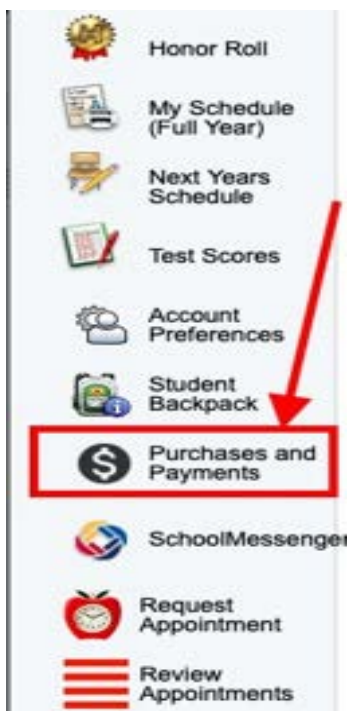 Honor Roll
My Schedule
(Full Year)
Next Years
Schedule
Test Scores
Account
Preferences
Student
Backpack
Purchases and
Payments
SchoolMessenger
Request
Appointment
Review
Appointments